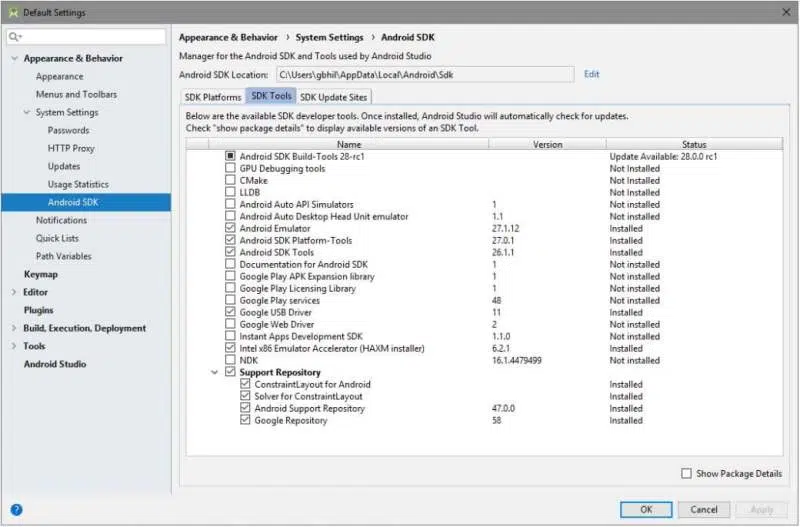 Default Settings
Appearance & Behavior
Appearance
Menus and Toolbars
System Settings
Passwords
HTTP Proxy
Updates
Usage Statistics
Android SDK
Notifications
Quick Lists
Path Variables
Keymap
Editor
Plugins
Build, Execution, Deployment
Tools
Android Studio
Appearance & Behavior > System Settings > Android SDK
Manager for the Android SDK and Tools used by Android Studio
Android SDK Location: C:\Users\gbhil\AppData\Local\Android\Sdk Edit
SDK Platforms SDK Tools SDK Update Sites
Below are the available SDK developer tools. Once installed, Android Studio will automatically check for updates.
Check "show package details" to display available versions of an SDK Tool.
Name Version Status
Android SDK Build-Tools 28-rc1 Update Available: 28.0.0 rc1
GPU Debugging tools Not Installed
CMake Not Installed
LLDB Not Installed
Android Auto API Simulators 1 Not installed
Android Auto Desktop Head Unit emulator 1.1 Not installed
Android Emulator 27.1.12 Installed
Android SDK Platform-Tools 27.0.1 Installed
Android SDK Tools 26.1.1 Installed
Documentation for Android SDK 1 Not installed
Google Play APK Expansion library 1 Not installed
Google Play Licensing Library 1 Not installed
Google Play services 48 Not installed
Google USB Driver 11 Installed
Google Web Driver 2 Not installed
Instant Apps Development SDK 1.1.0 Not installed
Intel x86 Emulator Accelerator (HAXM installer) 6.2.1 Installed
NDK 16.1.4479499 Not installed
Support Repository
ConstraintLayout for Android Installed
Solver for ConstraintLayout Installed
Android Support Repository 47.0.0 Installed
Google Repository 58 Installed
Show Package Details
? OK Cancel Apply